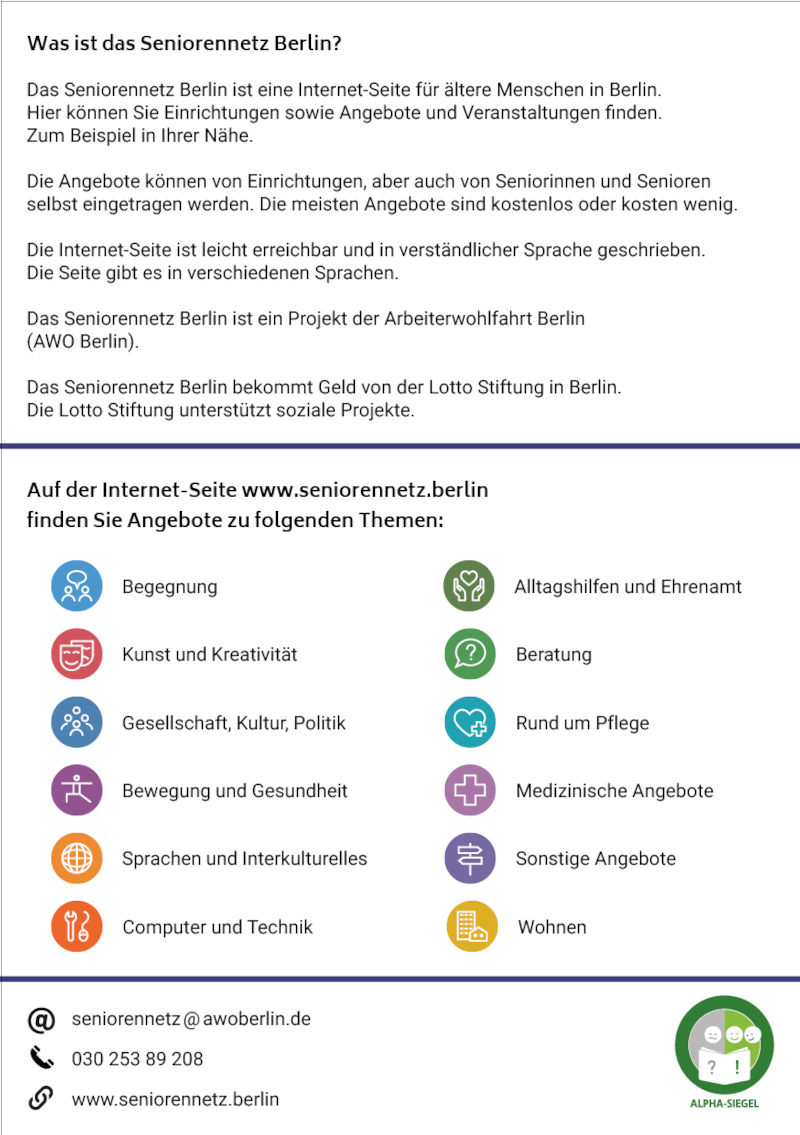 Was ist das Seniorennetz Berlin?
Das Seniorennetz Berlin ist eine Internet-Seite für ältere Menschen in Berlin.
Hier können Sie Einrichtungen sowie Angebote und Veranstaltungen finden.
Zum Beispiel in Ihrer Nähe.
Die Angebote können von Einrichtungen, aber auch von Seniorinnen und Senioren
selbst eingetragen werden. Die meisten Angebote sind kostenlos oder kosten wenig.
Die Internet-Seite ist leicht erreichbar und in verständlicher Sprache geschrieben.
Die Seite gibt es in verschiedenen Sprachen.
Das Seniorennetz Berlin ist ein Projekt der Arbeiterwohlfahrt Berlin
(AWO Berlin).
Das Seniorennetz Berlin bekommt Geld von der Lotto Stiftung in Berlin.
Die Lotto Stiftung unterstützt soziale Projekte.
Auf der Internet-Seite www.seniorennetz.berlin
finden Sie Angebote zu folgenden Themen:
Begegnung
Kunst und Kreativität
Gesellschaft, Kultur, Politik
Bewegung und Gesundheit
Sprachen und Interkulturelles
Computer und Technik
Alltagshilfen und Ehrenamt
?
Beratung
Rund um Pflege
Medizinische Angebote
Sonstige Angebote
Wohnen
@ seniorennetz@awoberlin.de
030 253 89 208
www.seniorennetz.berlin
? !
ALPHA-SIEGEL